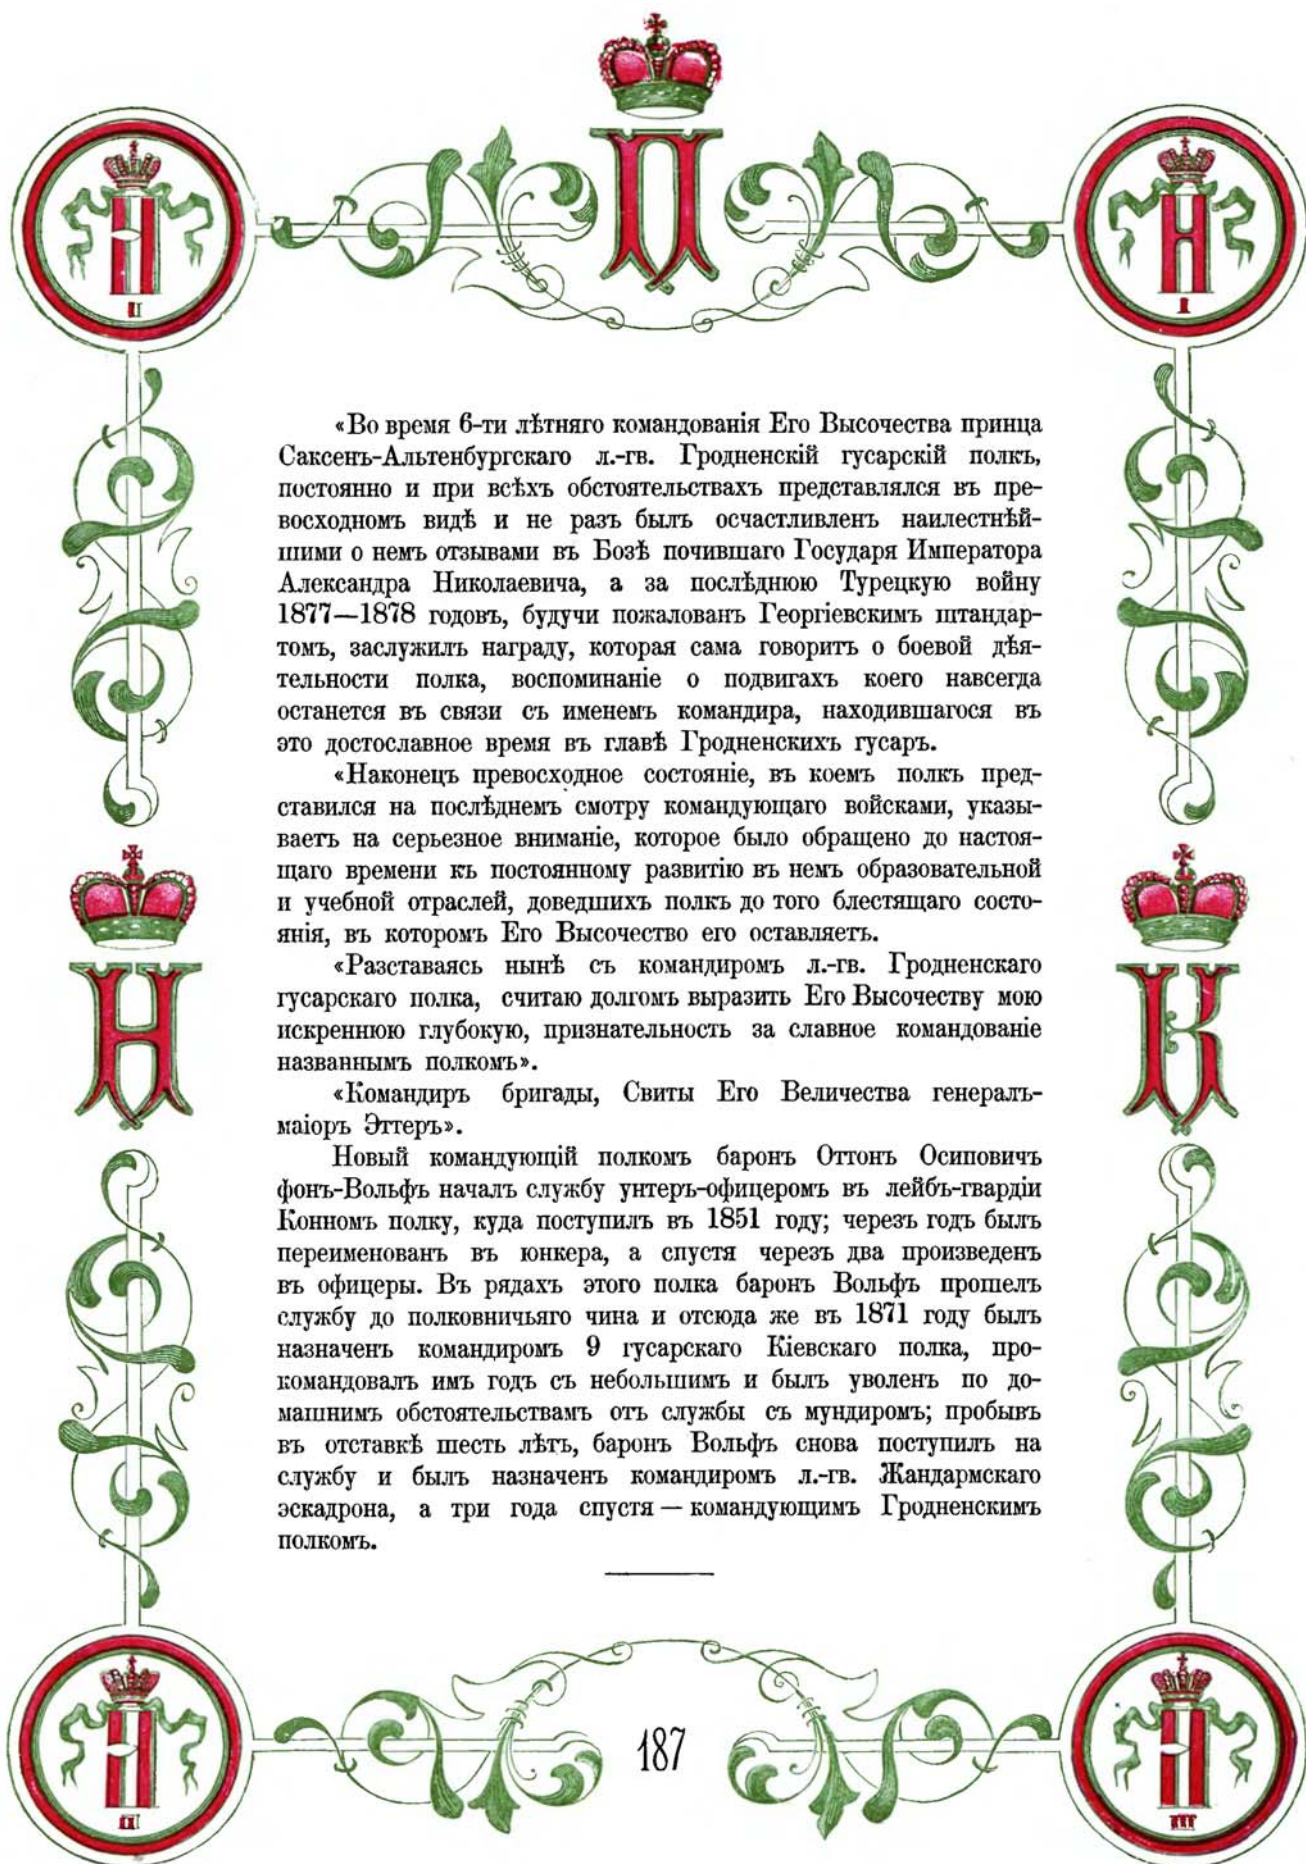 П
II
Н
I
«Во время 6-ти лѣтняго командованія Его Высочества принца
Саксенъ-Альтенбургскаго л.-гв. Гродненскій гусарскій полкъ,
постоянно и при всѣхъ обстоятельствахъ представлялся въ пре-
восходномъ видѣ и не разъ былъ осчастливленъ наилестнѣй-
шими о немъ отзывами въ Бозѣ почившаго Государя Императора
Александра Николаевича, а за послѣднюю Турецкую войну
1877—1878 годовъ, будучи пожалованъ Георгіевскимъ штандар-
томъ, заслужилъ награду, которая сама говоритъ о боевой дѣя-
тельности полка, воспоминаніе о подвигахъ коего навсегда
останется въ связи съ именемъ командира, находившагося въ
это достославное время въ главѣ Гродненскихъ гусаръ.
«Наконецъ превосходное состояніе, въ коемъ полкъ пред-
ставился на послѣднемъ смотру командующаго войсками, указы-
ваетъ на серьезное вниманіе, которое было обращено до настоя-
щаго времени къ постоянному развитію въ немъ образовательной
и учебной отраслей, доведшихъ полкъ до того блестящаго состо-
янія, въ которомъ Его Высочество его оставляетъ.
«Разставаясь нынѣ съ командиромъ л.-гв. Гродненскаго
гусарскаго полка, считаю долгомъ выразить Его Высочеству мою
искреннюю глубокую, признательность за славное командованіе
названнымъ полкомъ».
«Командиръ бригады, Свиты Его Величества генералъ-
маіоръ Эттеръ».
Новый командующій полкомъ баронъ Оттонъ Осиповичъ
фонъ-Вольфъ началъ службу унтеръ-офицеромъ въ лейбъ-гвардіи
Конномъ полку, куда поступилъ въ 1851 году; черезъ годъ былъ
переименованъ въ юнкера, а спустя черезъ два произведенъ
въ офицеры. Въ рядахъ этого полка баронъ Вольфъ прошелъ
службу до полковничьяго чина и отсюда же въ 1871 году былъ
назначенъ командиромъ 9 гусарскаго Кіевскаго полка, про-
командовалъ имъ годъ съ небольшимъ и былъ уволенъ по до-
машнимъ обстоятельствамъ отъ службы съ мундиромъ; пробывъ
въ отставкѣ шесть лѣтъ, баронъ Вольфъ снова поступилъ на
службу и былъ назначенъ командиромъ л.-гв. Жандармскаго
эскадрона, а три года спустя — командующимъ Гродненскимъ
полкомъ.
Н
К
III
187